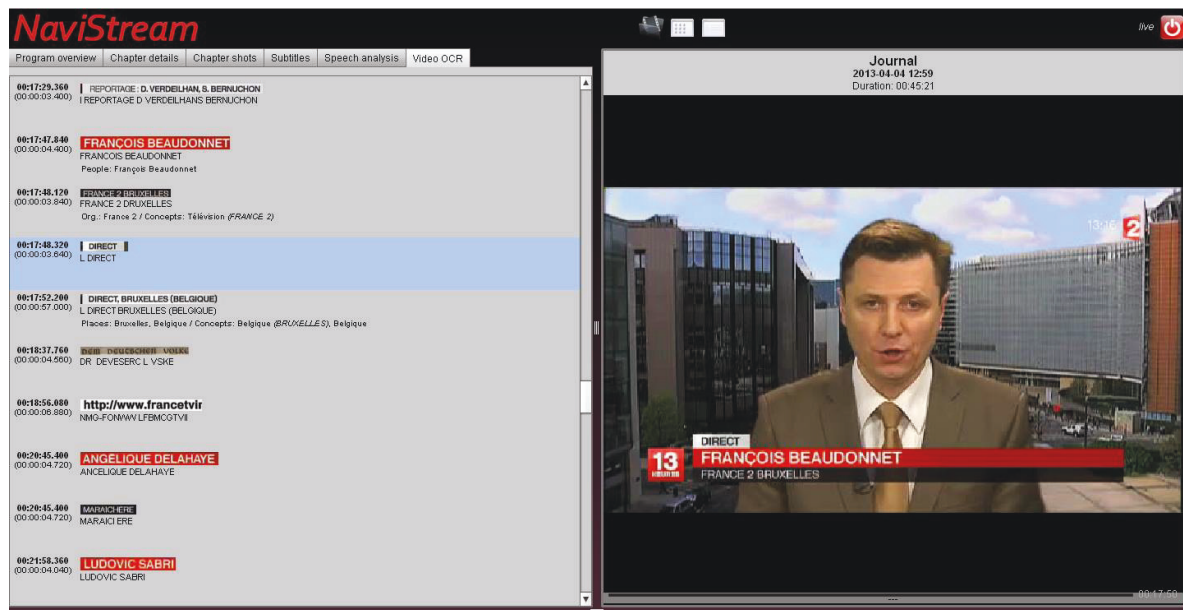 NaviStream
live
Program overview
Chapter details
Chapter shots
Subtitles
Speech analysis
Video OCR
00:17:29.360
(00:00:03.400)
REPORTAGE : D. VERDEILHAN, S. BERNUCHON
I REPORTAGE D VERDEILHANS BERNUCHON
00:17:47.840
(00:00:04.400)
FRANÇOIS BEAUDONNET
FRANCOIS BEAUDONNET
People: François Beaudonnet
00:17:48.120
(00:00:03.840)
FRANCE 2 BRUXELLES
FRANCE 2 DRUXELLES
Org.: France 2 / Concepts: Télévision (FRANCE 2)
00:17:48.320
(00:00:03.640)
DIRECT
L DIRECT
00:17:52.200
(00:00:57.000)
DIRECT, BRUXELLES (BELGIQUE)
L DIRECT BRUXELLES (BELGIQUE)
Places: Bruxelles, Belgique / Concepts: Belgique (BRUXELLES), Belgique
00:18:37.760
(00:00:04.560)
DEM DEUTSCHEN VOLKE
DR DEVESERC L VSKE
00:18:56.080
(00:00:06.880)
http://www.francetvir
00:20:45.400
(00:00:04.720)
ANGÉLIQUE DELAHAYE
ANCELIQUE DELAHAYE
00:20:45.400
(00:00:04.720)
MARAICHÈRE
MARAICI ERE
00:21:58.360
(00:00:04.040)
LUDOVIC SABRI
LUDOVIC SABRI
Journal
2013-04-04 12:59
Duration: 00:45:21
13:16
2
DIRECT
13
HEURES
FRANÇOIS BEAUDONNET
FRANCE 2 BRUXELLES
00:17:50
---